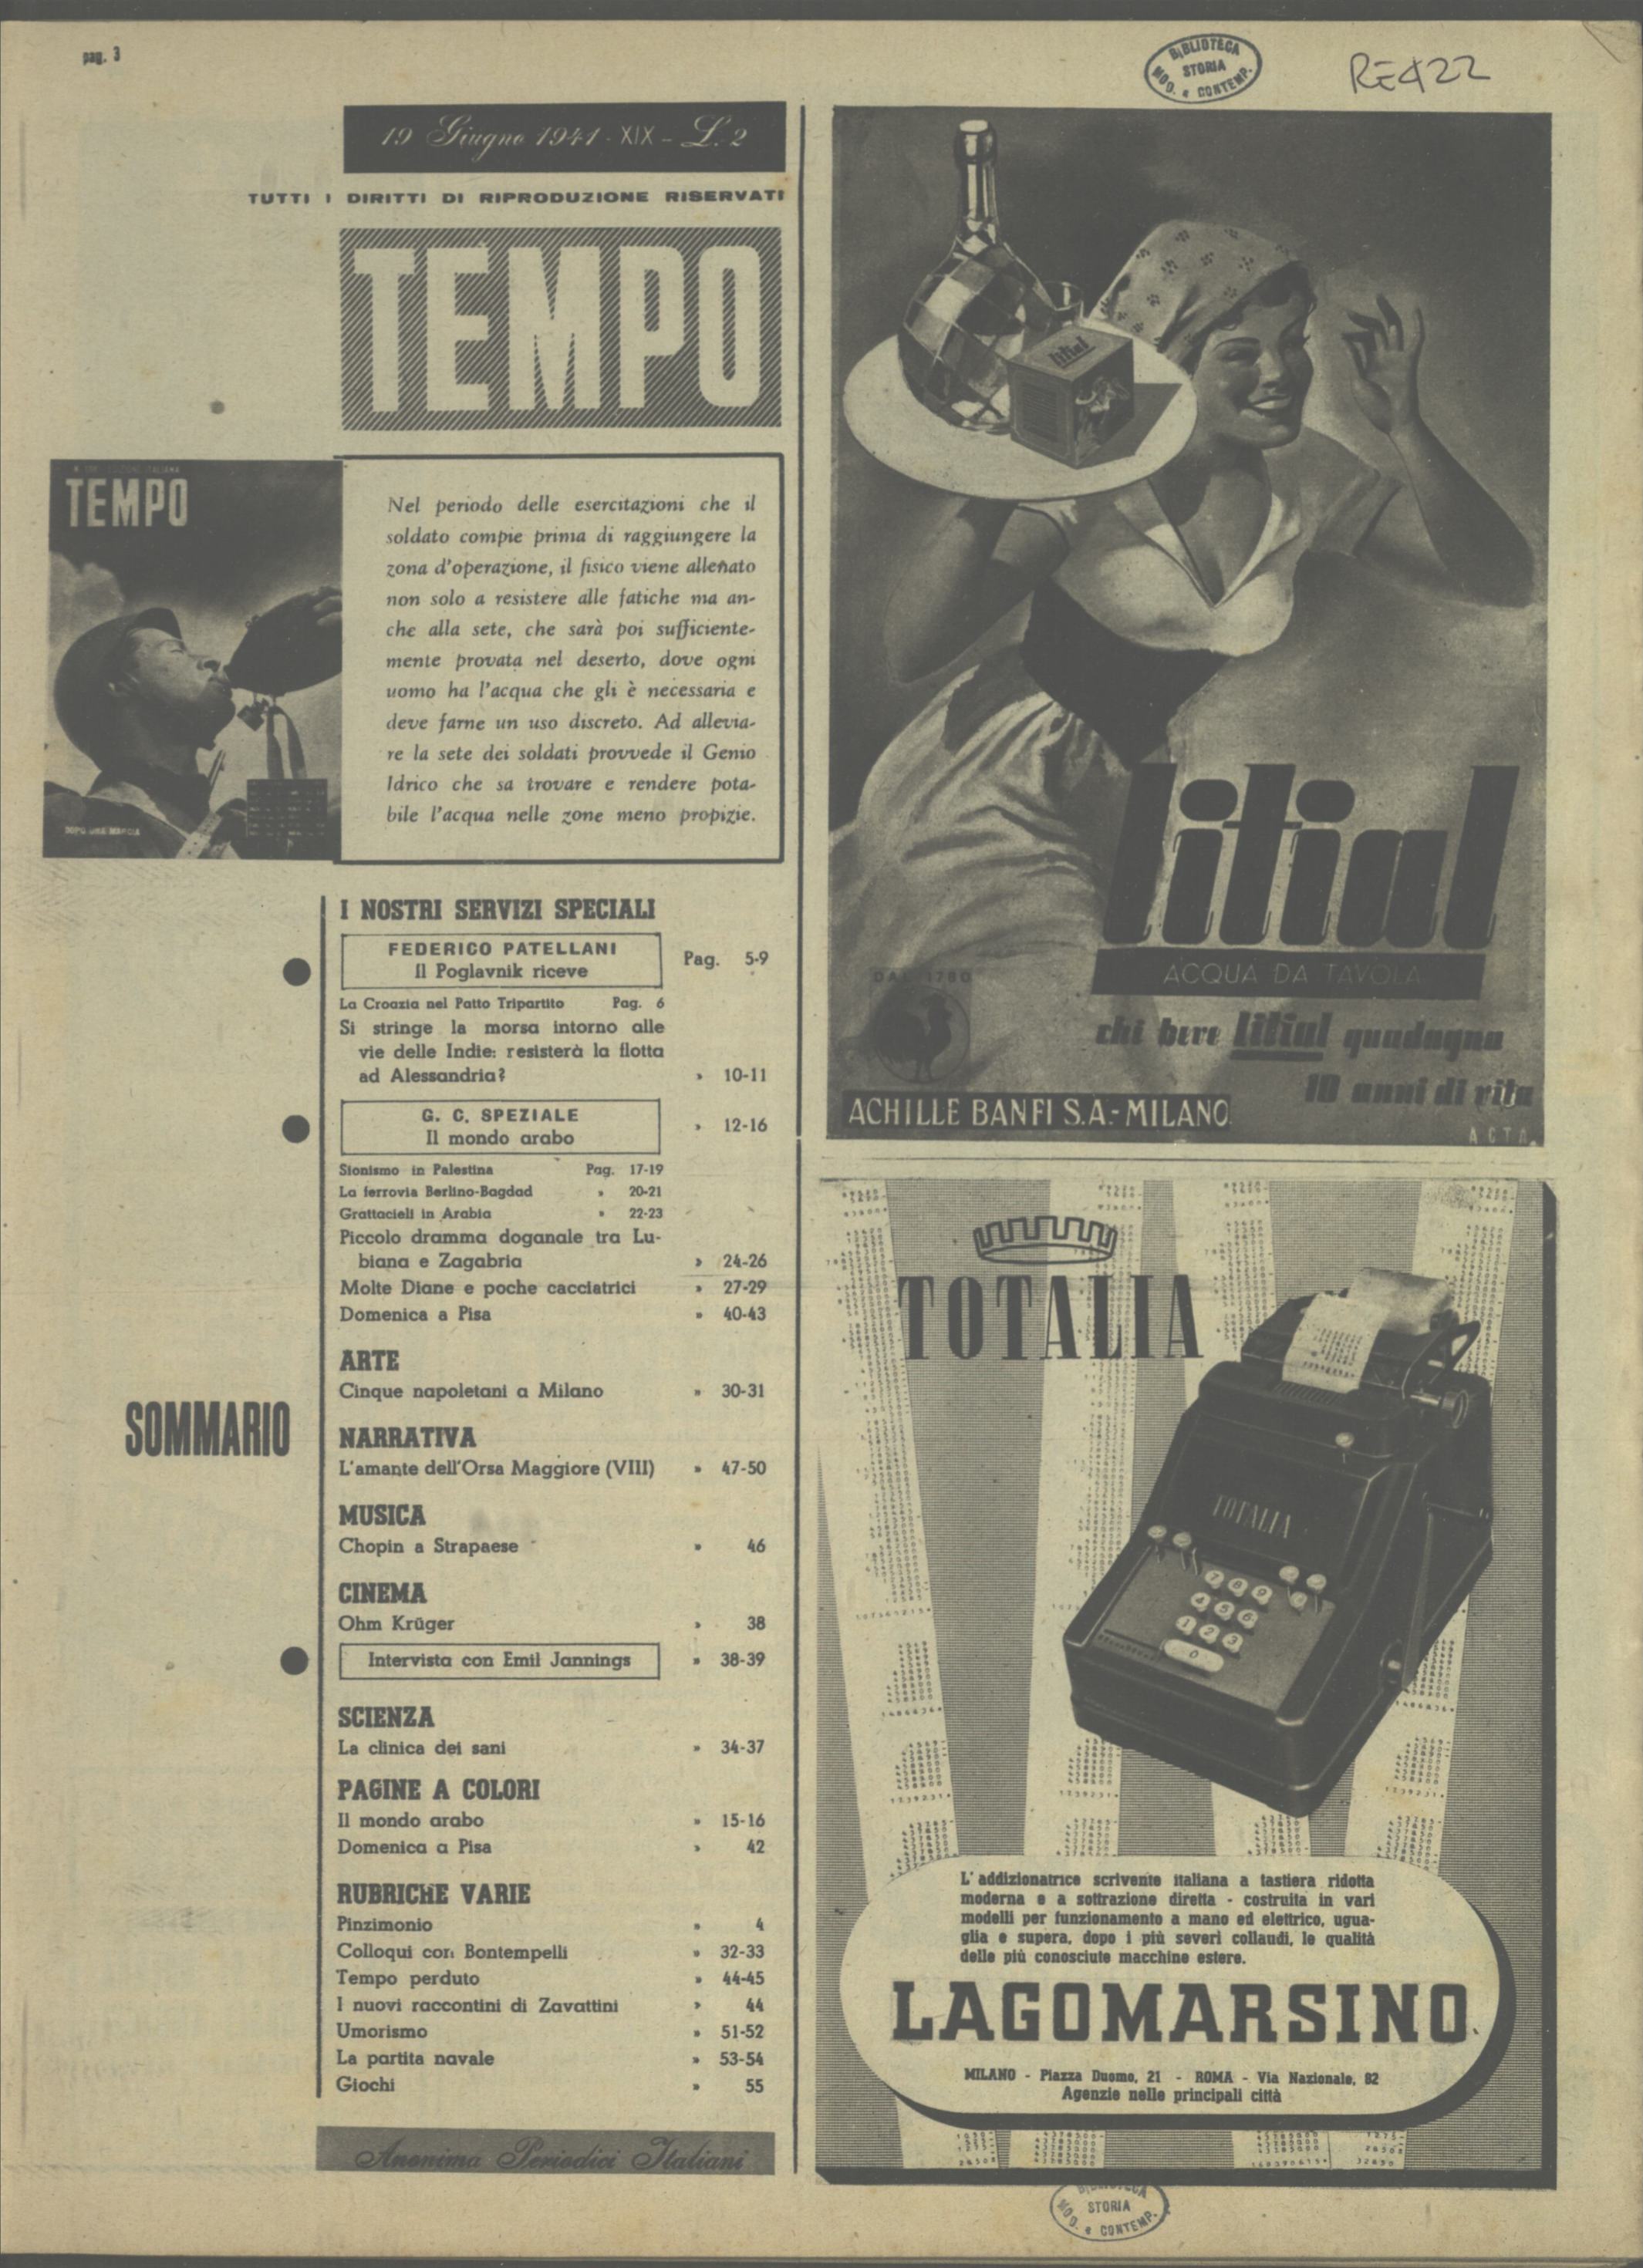 pag. 3
BIBLIOTECA
STORIA
MOD. e CONTEMP.
RE422
19 Giugno 1941 - XIX - L. 2
TUTTI I DIRITTI DI RIPRODUZIONE RISERVATI
TEMPO
TEMPO
DOPO UNA MARCIA
Nel periodo delle esercitazioni che il
soldato compie prima di raggiungere la
zona d'operazione, il fisico viene allenato
non solo a resistere alle fatiche ma an-
che alla sete, che sarà poi sufficiente-
mente provata nel deserto, dove ogni
uomo ha l'acqua che gli è necessaria e
deve farne un uso discreto. Ad allevia-
re la sete dei soldati provvede il Genio
Idrico che sa trovare e rendere pota-
bile l'acqua nelle zone meno propizie.
SOMMARIO
I NOSTRI SERVIZI SPECIALI
FEDERICO PATELLANI
Il Poglavnik riceve
Pag. 5-9
La Croazia nel Patto Tripartito Pag. 6
Si stringe la morsa intorno alle
vie delle Indie: resisterà la flotta
ad Alessandria? » 10-11
G. C. SPEZIALE
Il mondo arabo
» 12-16
Sionismo in Palestina Pag. 17-19
La ferrovia Berlino-Bagdad » 20-21
Grattacieli in Arabia » 22-23
Piccolo dramma doganale tra Lu-
biana e Zagabria » 24-26
Molte Diane e poche cacciatrici » 27-29
Domenica a Pisa » 40-43
ARTE
Cinque napoletani a Milano » 30-31
NARRATIVA
L'amante dell'Orsa Maggiore (VIII) » 47-50
MUSICA
Chopin a Strapaese » 46
CINEMA
Ohm Krüger » 38
Intervista con Emil Jannings » 38-39
SCIENZA
La clinica dei sani » 34-37
PAGINE A COLORI
Il mondo arabo » 15-16
Domenica a Pisa » 42
RUBRICHE VARIE
Pinzimonio » 4
Colloqui con Bontempelli » 32-33
Tempo perduto » 44-45
I nuovi raccontini di Zavattini » 44
Umorismo » 51-52
La partita navale » 53-54
Giochi » 55
Anonima Periodici Italiani
litial
litial
ACQUA DA TAVOLA
DAL 1780
chi beve litial guadagna
10 anni di vita
ACHILLE BANFI S.A.-MILANO
ACTA
TOTALIA
TOTALIA
7 8 9
4 5 6
1 2 3
0
L'addizionatrice scrivente italiana a tastiera ridotta
moderna e a sottrazione diretta - costruita in vari
modelli per funzionamento a mano ed elettrico, ugua-
glia e supera, dopo i più severi collaudi, le qualità
delle più conosciute macchine estere.
LAGOMARSINO
MILANO - Piazza Duomo, 21 - ROMA - Via Nazionale, 82
Agenzie nelle principali città
BIBLIOTECA
STORIA
MOD. e CONTEMP.